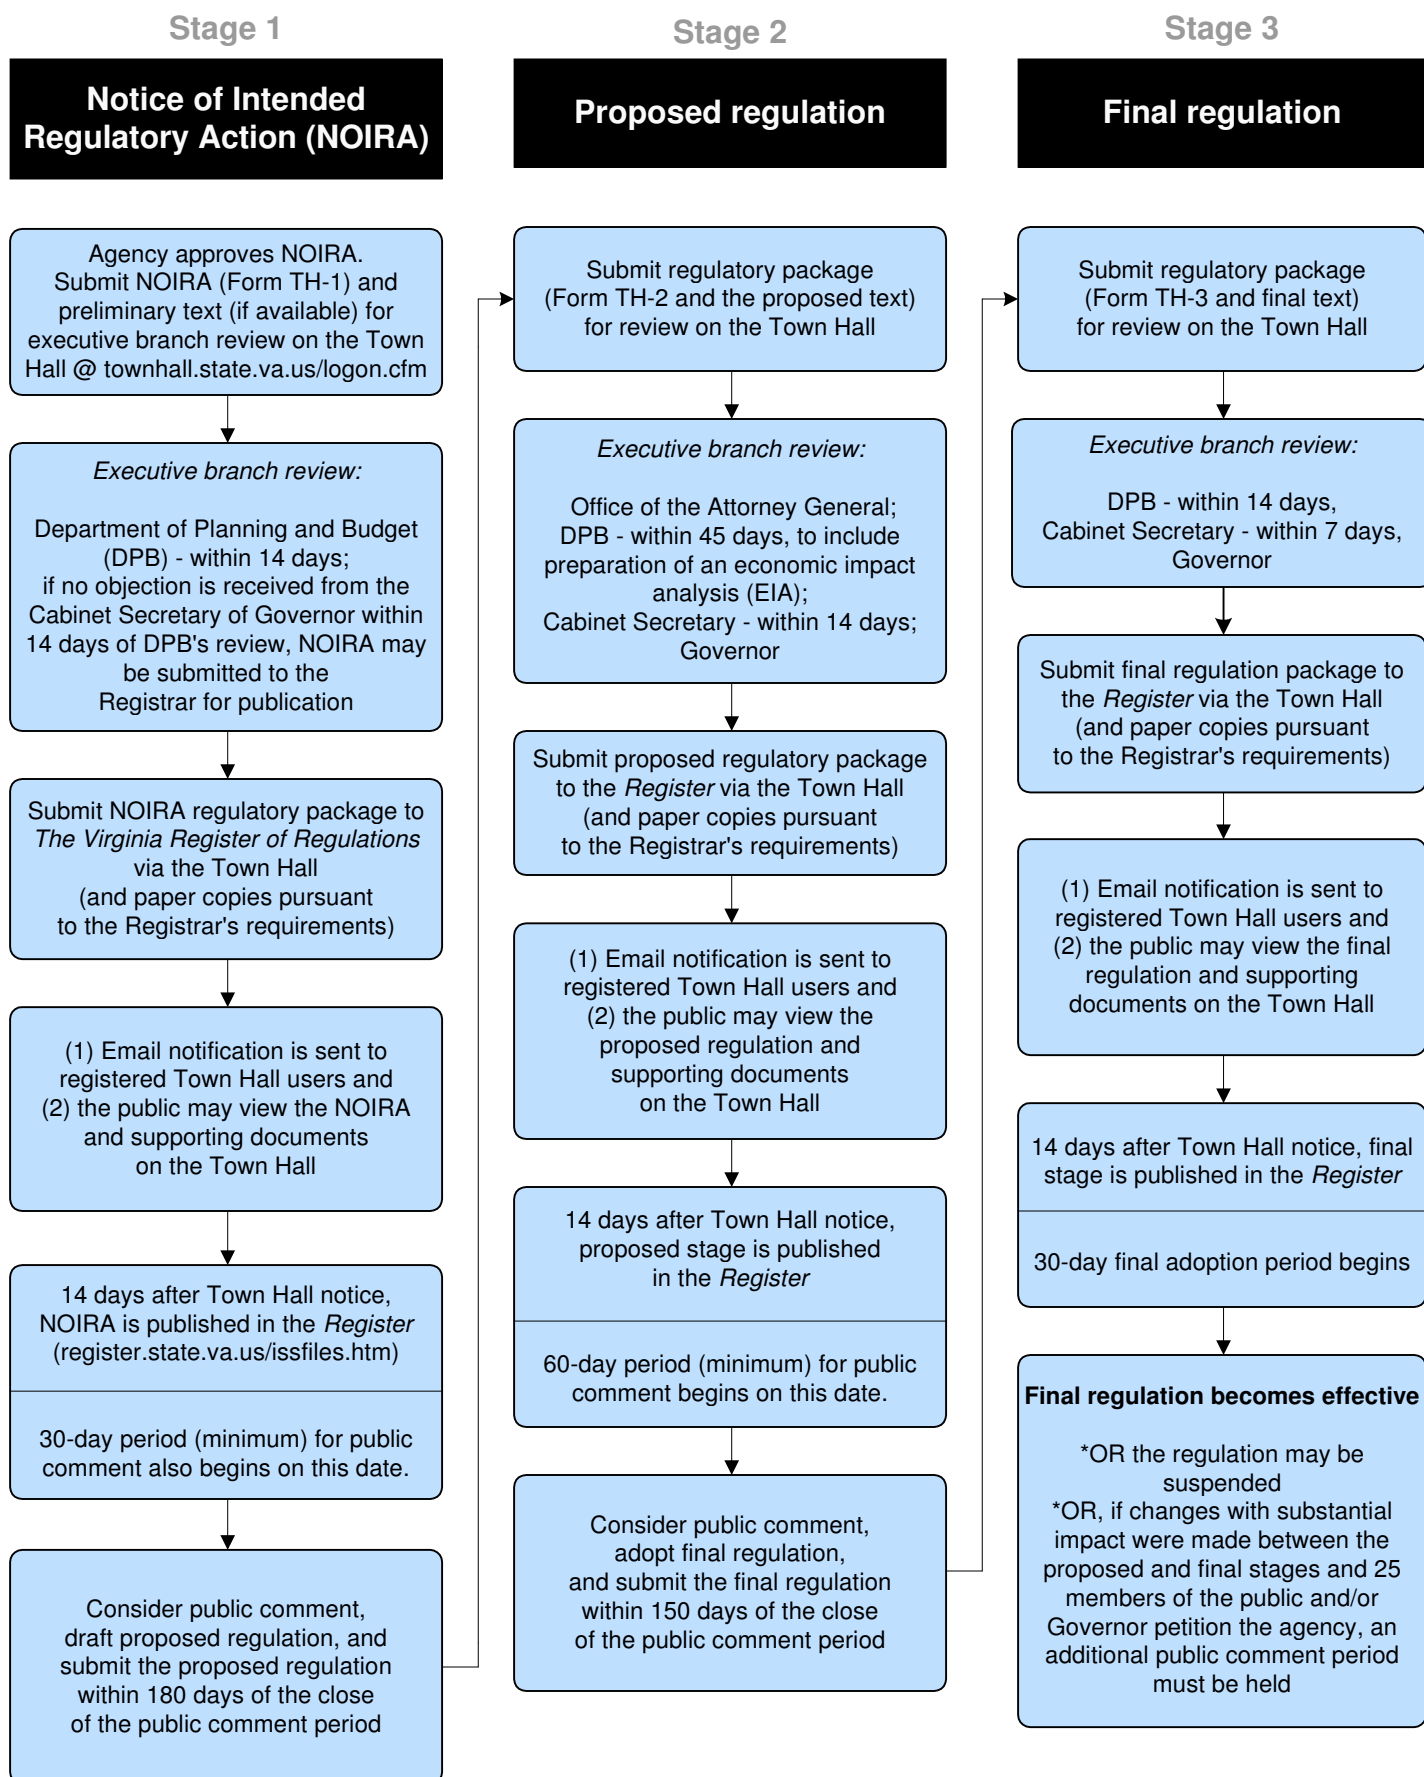 Stage 1
Notice of Intended
Regulatory Action (NOIRA)
Agency approves NOIRA.
Submit NOIRA (Form TH-1) and
preliminary text (if available) for
executive branch review on the Town
Hall @ townhall.state.va.us/logon.cfm
Executive branch review:
Department of Planning and Budget
(DPB) - within 14 days;
if no objection is received from the
Cabinet Secretary of Governor within
14 days of DPB's review, NOIRA may
be submitted to the
Registrar for publication
Submit NOIRA regulatory package to
The Virginia Register of Regulations
via the Town Hall
(and paper copies pursuant
to the Registrar's requirements)
(1) Email notification is sent to
registered Town Hall users and
(2) the public may view the NOIRA
and supporting documents
on the Town Hall
14 days after Town Hall notice,
NOIRA is published in the Register
(register.state.va.us/issfiles.htm)
30-day period (minimum) for public
comment also begins on this date.
Consider public comment,
draft proposed regulation, and
submit the proposed regulation
within 180 days of the close
of the public comment period
Stage 2
Proposed regulation
Submit regulatory package
(Form TH-2 and the proposed text)
for review on the Town Hall
Executive branch review:
Office of the Attorney General;
DPB - within 45 days, to include
preparation of an economic impact
analysis (EIA);
Cabinet Secretary - within 14 days;
Governor
Submit proposed regulatory package
to the Register via the Town Hall
(and paper copies pursuant
to the Registrar's requirements)
(1) Email notification is sent to
registered Town Hall users and
(2) the public may view the
proposed regulation and
supporting documents
on the Town Hall
14 days after Town Hall notice,
proposed stage is published
in the Register
60-day period (minimum) for public
comment begins on this date.
Consider public comment,
adopt final regulation,
and submit the final regulation
within 150 days of the close
of the public comment period
Stage 3
Final regulation
Submit regulatory package
(Form TH-3 and final text)
for review on the Town Hall
Executive branch review:
DPB - within 14 days,
Cabinet Secretary - within 7 days,
Governor
Submit final regulation package to
the Register via the Town Hall
(and paper copies pursuant
to the Registrar's requirements)
(1) Email notification is sent to
registered Town Hall users and
(2) the public may view the final
regulation and supporting
documents on the Town Hall
14 days after Town Hall notice, final
stage is published in the Register
30-day final adoption period begins
Final regulation becomes effective
*OR the regulation may be
suspended
*OR, if changes with substantial
impact were made between the
proposed and final stages and 25
members of the public and/or
Governor petition the agency, an
additional public comment period
must be held